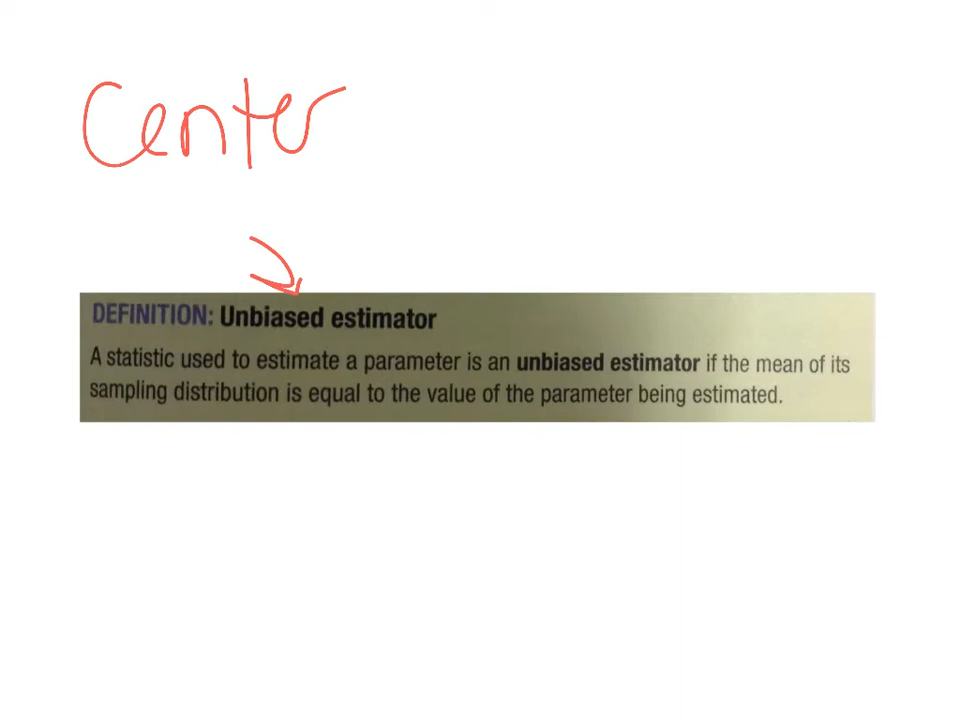 Center
DEFINITION: Unbiased estimator
A statistic used to estimate a parameter is an unbiased estimator if the mean of its
sampling distribution is equal to the value of the parameter being estimated.